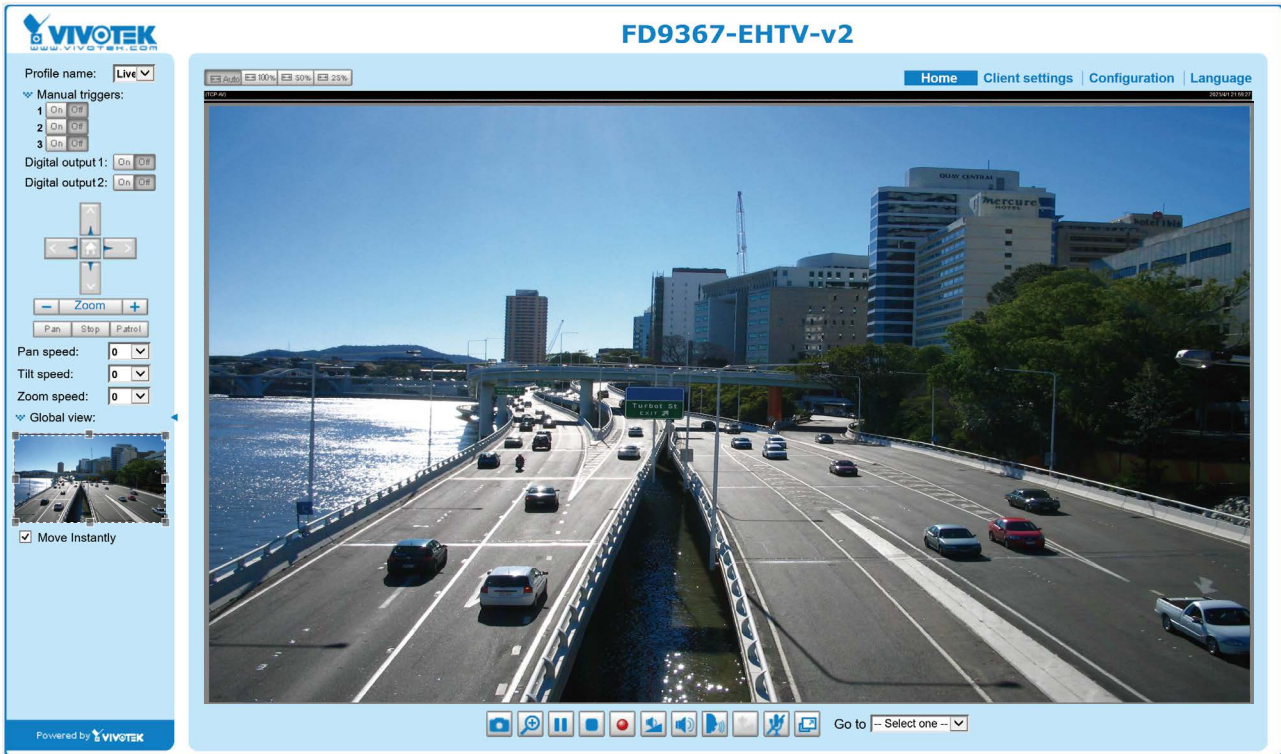 VIVOTEK
www.vivotek.com
FD9367-EHTV-v2
Profile name: Live
Manual triggers:
1 On Off
2 On Off
3 On Off
Digital output 1: On Off
Digital output 2: On Off
− Zoom +
Pan Stop Patrol
Pan speed: 0
Tilt speed: 0
Zoom speed: 0
Global view:
Move Instantly
Powered by VIVOTEK
Auto 100% 50% 25%
Home Client settings Configuration Language
(TCP-AV)
QUAY CENTRAL
Mercure
HOTEL
hotel ibis
Turbot St
EXIT
Go to -- Select one --